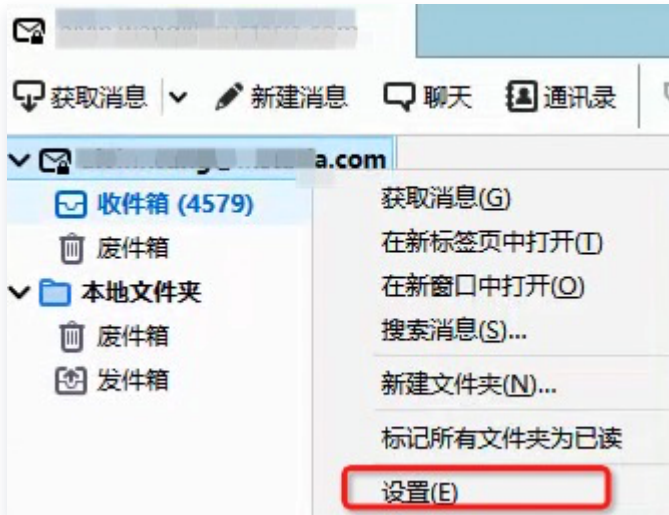 获取消息 新建消息 聊天 通讯录
a.com
收件箱 (4579)
废件箱
本地文件夹
废件箱
发件箱
获取消息(G)
在新标签页中打开(T)
在新窗口中打开(O)
搜索消息(S)...
新建文件夹(N)...
标记所有文件夹为已读
设置(E)